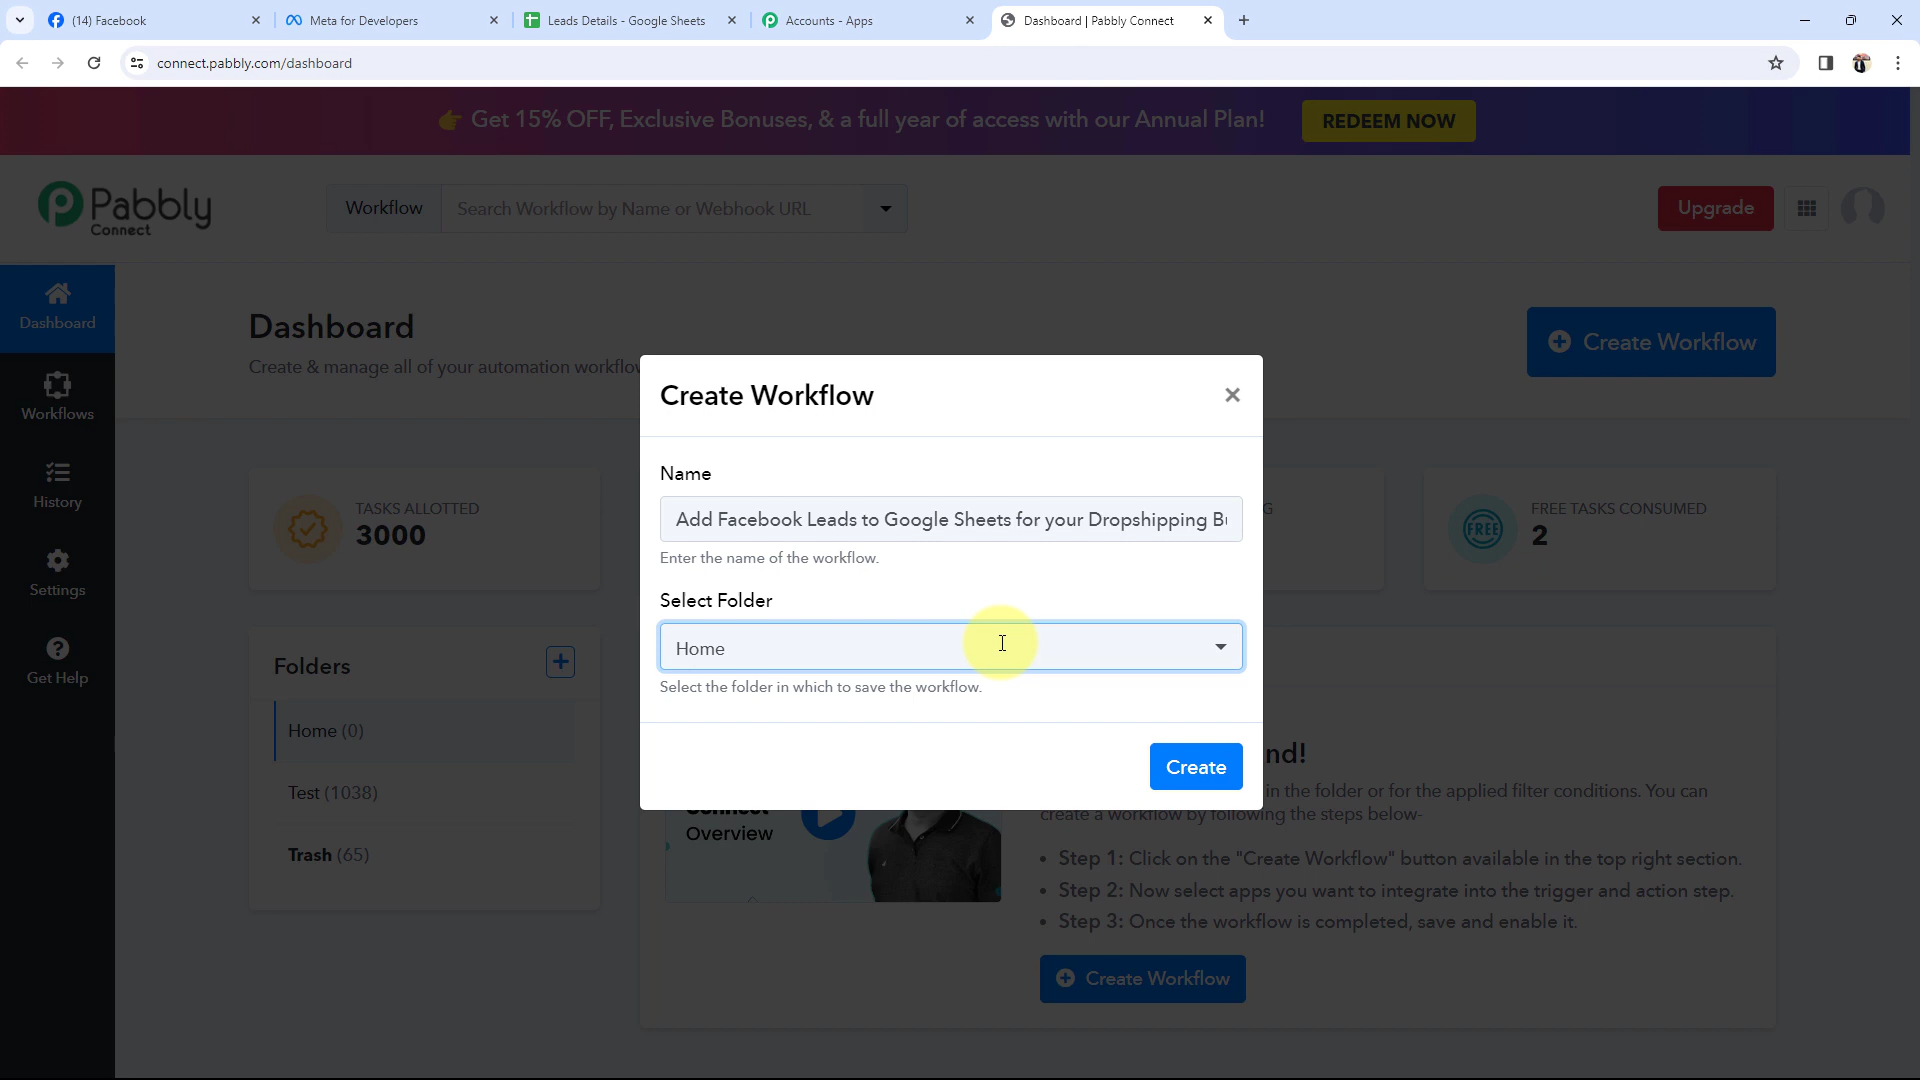 (14) Facebook
Meta for Developers
Leads Details - Google Sheets
Accounts - Apps
Dashboard | Pabbly Connect
connect.pabbly.com/dashboard
Get 15% OFF, Exclusive Bonuses, & a full year of access with our Annual Plan!
REDEEM NOW
Pabbly
Connect
Workflow
Search Workflow by Name or Webhook URL
Upgrade
Dashboard
Workflows
History
Settings
Get Help
Dashboard
Create & manage all of your automation
Create Workflow
TASKS ALLOTTED
3000
FREE TASKS CONSUMED
FREE
2
Folders
Home (0)
Test (1038)
Trash (65)
Create Workflow
Name
Add Facebook Leads to Google Sheets for your Dropshipping
Enter the name of the workflow.
Select Folder
Home
Select the folder in which to save the workflow.
Create
Overview
in the folder or for the applied filter conditions. You can
create a workflow by following the steps below-
Step 1: Click on the "Create Workflow" button available in the top right section.
Step 2: Now select apps you want to integrate into the trigger and action step.
Step 3: Once the workflow is completed, save and enable it.
Create Workflow